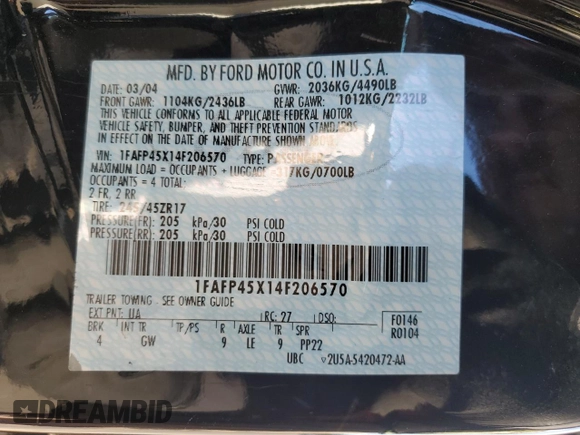 MFD. BY FORD MOTOR CO. IN U.S.A.
DATE: 03/04 GVWR: 2036KG/4490LB
FRONT GAWR: 1104KG/2436LB REAR GAWR: 1012KG/2232LB
THIS VEHICLE CONFORMS TO ALL APPLICABLE FEDERAL MOTOR
VEHICLE SAFETY, BUMPER, AND THEFT PREVENTION STANDARDS
IN EFFECT ON THE DATE OF MANUFACTURE SHOWN ABOVE
VIN: 1FAFP45X14F206570 TYPE: PASSENGER
MAXIMUM LOAD = OCCUPANTS + LUGGAGE = 317KG/0700LB
OCCUPANTS = 4 TOTAL
2 FR, 2 RR
TIRE: 245/45ZR17
PRESSURE(P) FR: 205 kPa/30 PSI COLD
PRESSURE(P) RR: 205 kPa/30 PSI COLD
1FAFP45X14F206570
TRAILER TOWING - SEE OWNER GUIDE
EXT PNT: UA RC: 27 DSO: F0146
BRK INT TR TP/PS R AXLE TR SPR R0104
4 GW 9 LE 9 PP22
UBC 2U5A-5420472-AA
DREAMBID